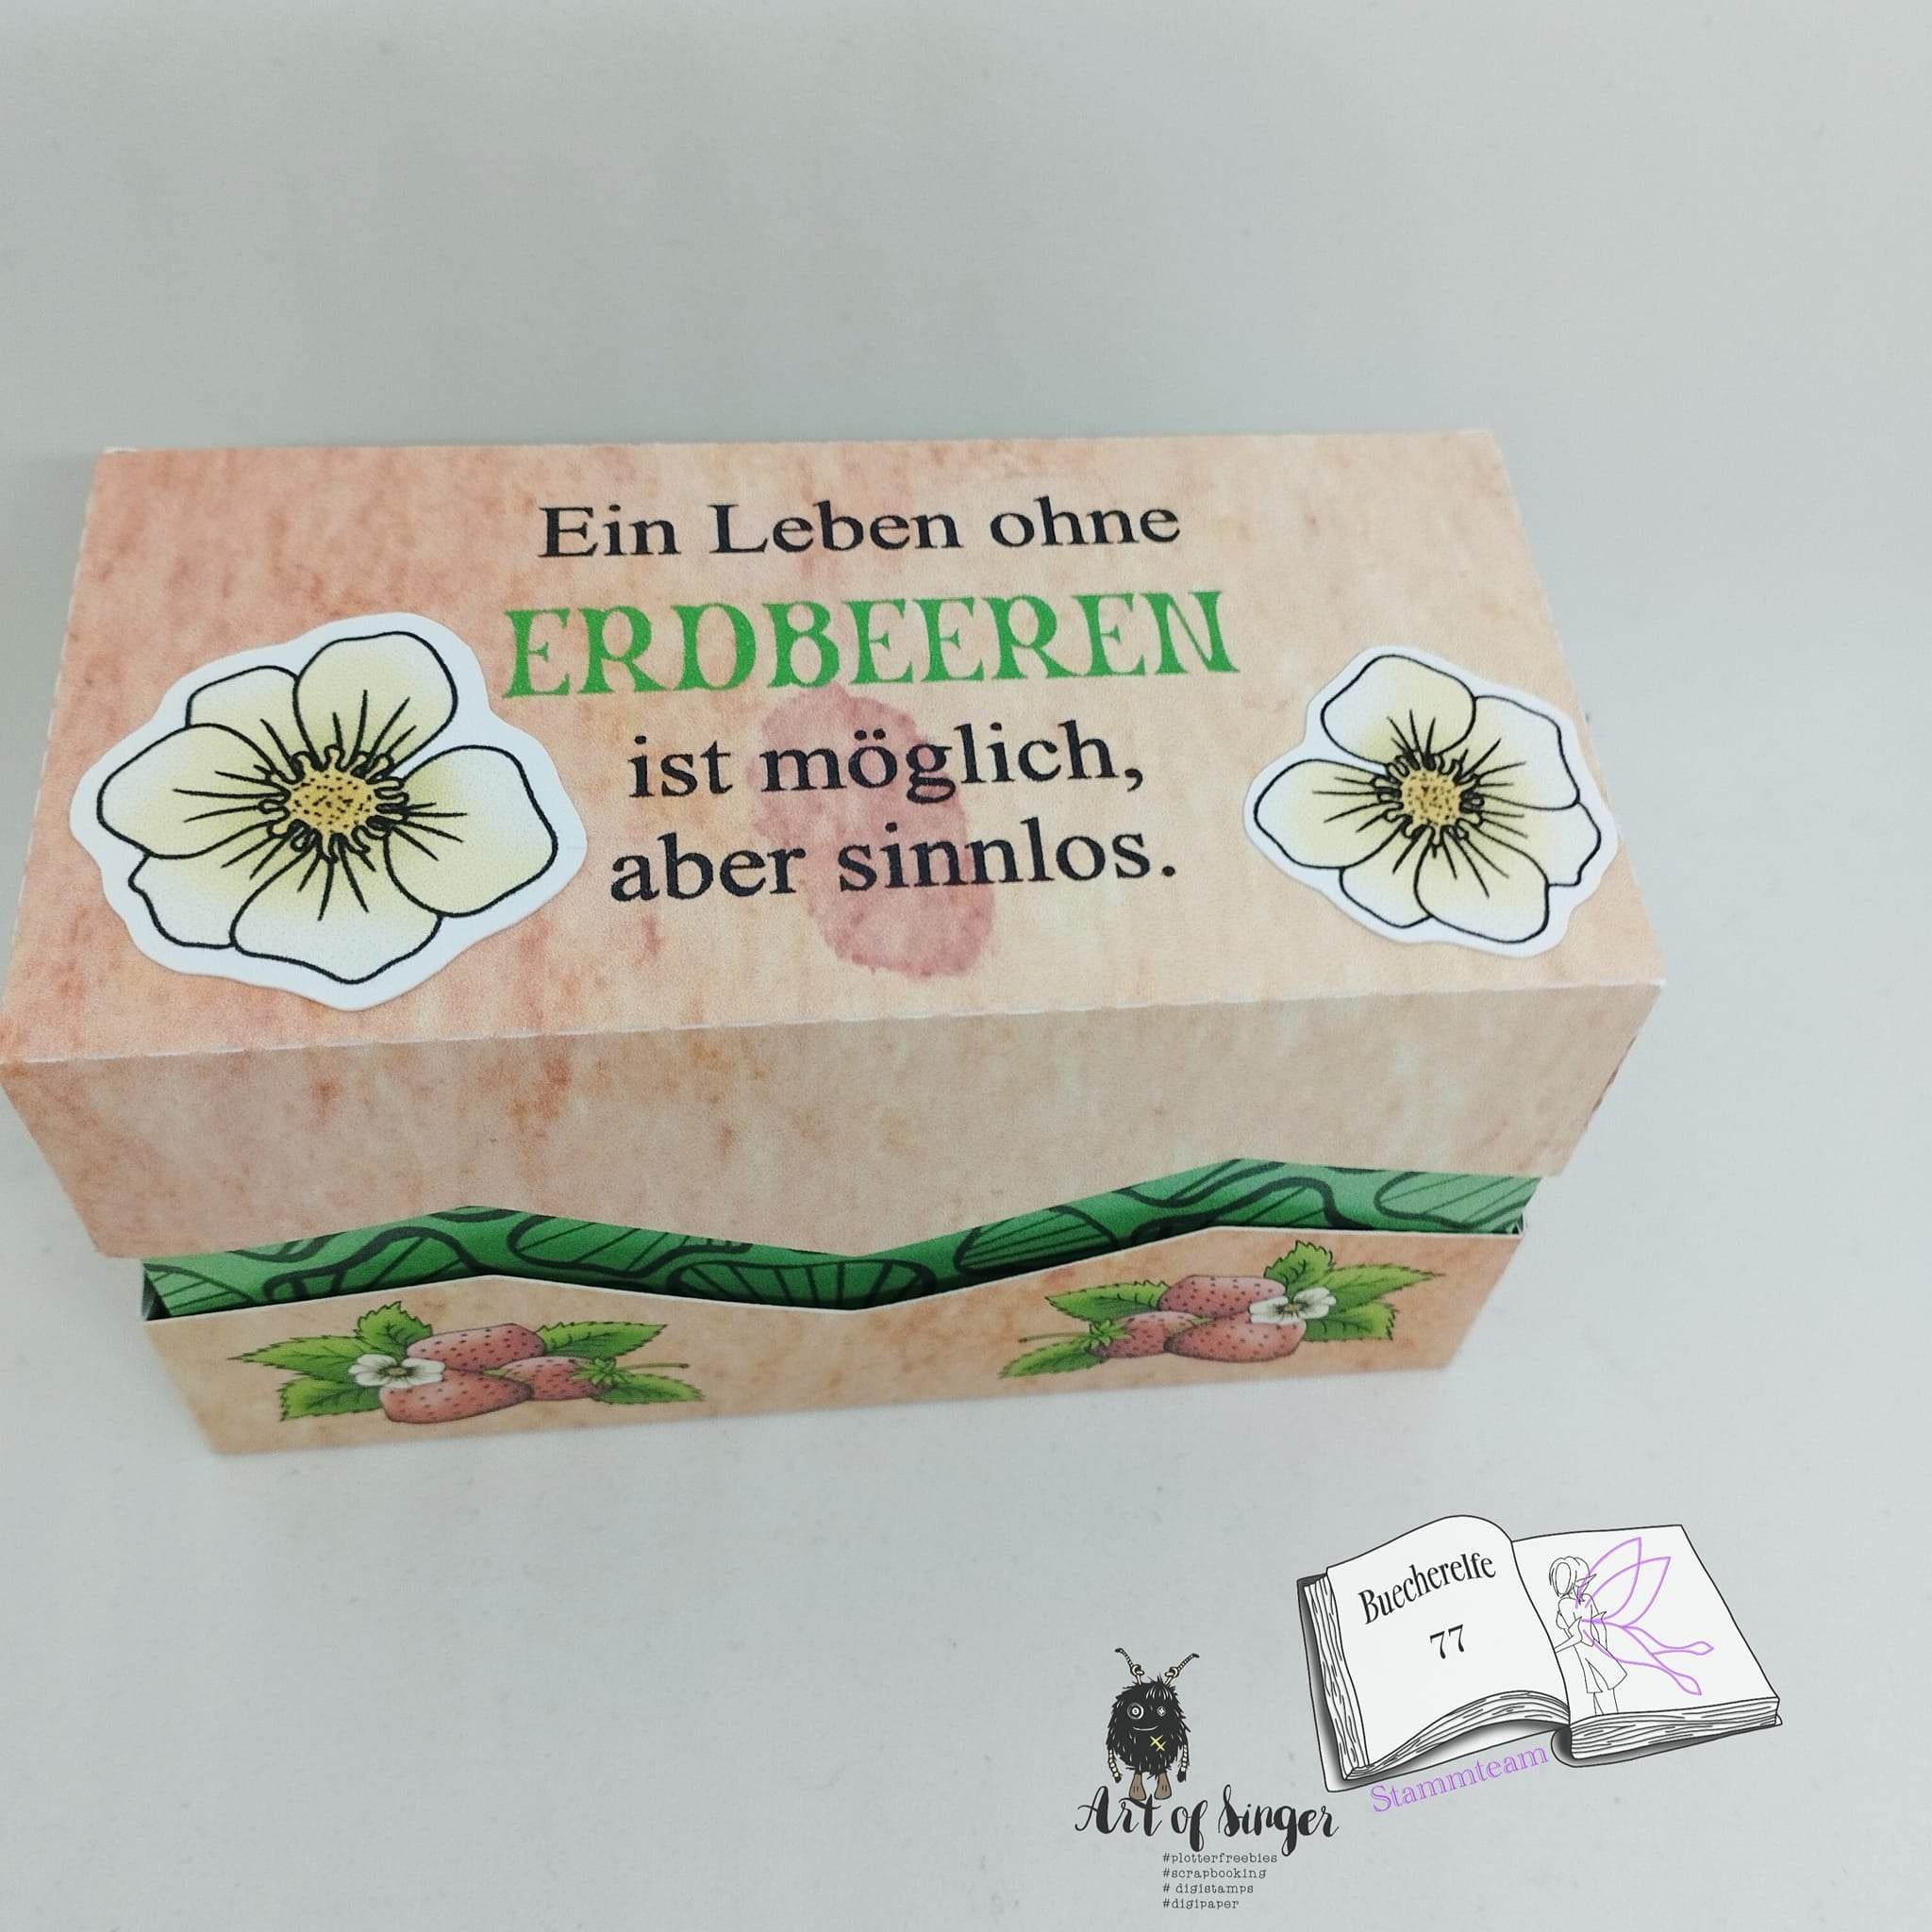 Ein Leben ohne
ERDBEEREN
ist möglich,
aber sinnlos.
Buecherelfe
77
Stammteam
Art of Singer
#plotterfreebies
#scrapbooking
# digistamps
#digipaper